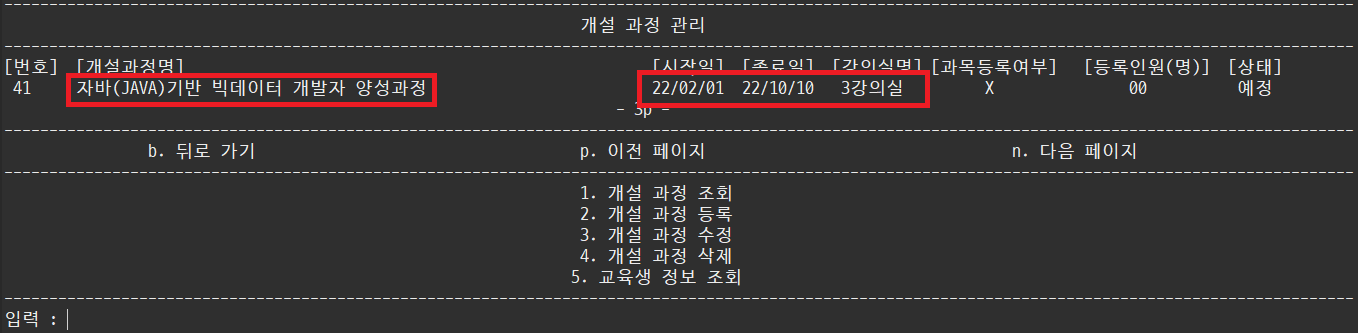 개설 과정 관리
[번호] [개설과정명] [시작일] [종료일] [강의실명] [과목등록여부] [등록인원(명)] [상태]
41 자바(JAVA)기반 빅데이터 개발자 양성과정 22/02/01 22/10/10 3강의실 X 00 예정
- 3p -
b. 뒤로 가기 p. 이전 페이지 n. 다음 페이지
1. 개설 과정 조회
2. 개설 과정 등록
3. 개설 과정 수정
4. 개설 과정 삭제
5. 교육생 정보 조회
입력 :